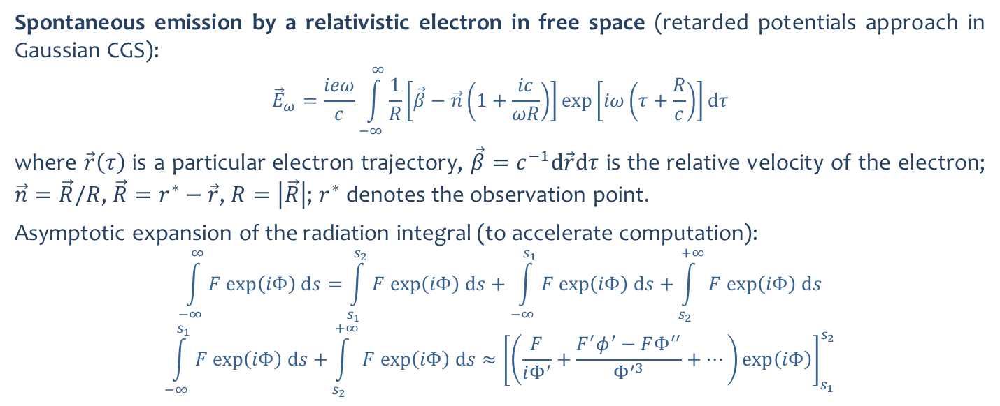 Spontaneous emission by a relativistic electron in free space (retarded potentials approach in
Gaussian CGS):
$\vec{E}_\omega = \frac{ie\omega}{c} \int_{-\infty}^{\infty} \frac{1}{R} \left[ \vec{\beta} - \vec{n} \left( 1 + \frac{ic}{\omega R} \right) \right] \exp \left[ i\omega \left( \tau + \frac{R}{c} \right) \right] \mathrm{d}\tau$
where $\vec{r}(\tau)$ is a particular electron trajectory, $\vec{\beta} = c^{-1} \mathrm{d}\vec{r} \mathrm{d}\tau$ is the relative velocity of the electron;
$\vec{n} = \vec{R}/R$, $\vec{R} = r^* - \vec{r}$, $R = |\vec{R}|$; $r^*$ denotes the observation point.
Asymptotic expansion of the radiation integral (to accelerate computation):
$\int_{-\infty}^{\infty} F \exp(i\Phi) \, \mathrm{d}s = \int_{s_1}^{s_2} F \exp(i\Phi) \, \mathrm{d}s + \int_{-\infty}^{s_1} F \exp(i\Phi) \, \mathrm{d}s + \int_{s_2}^{+\infty} F \exp(i\Phi) \, \mathrm{d}s$
$\int_{-\infty}^{s_1} F \exp(i\Phi) \, \mathrm{d}s + \int_{s_2}^{+\infty} F \exp(i\Phi) \, \mathrm{d}s \approx \left[ \left( \frac{F}{i\Phi'} + \frac{F'\phi' - F\Phi''}{\Phi'^3} + \cdots \right) \exp(i\Phi) \right]_{s_1}^{s_2}$